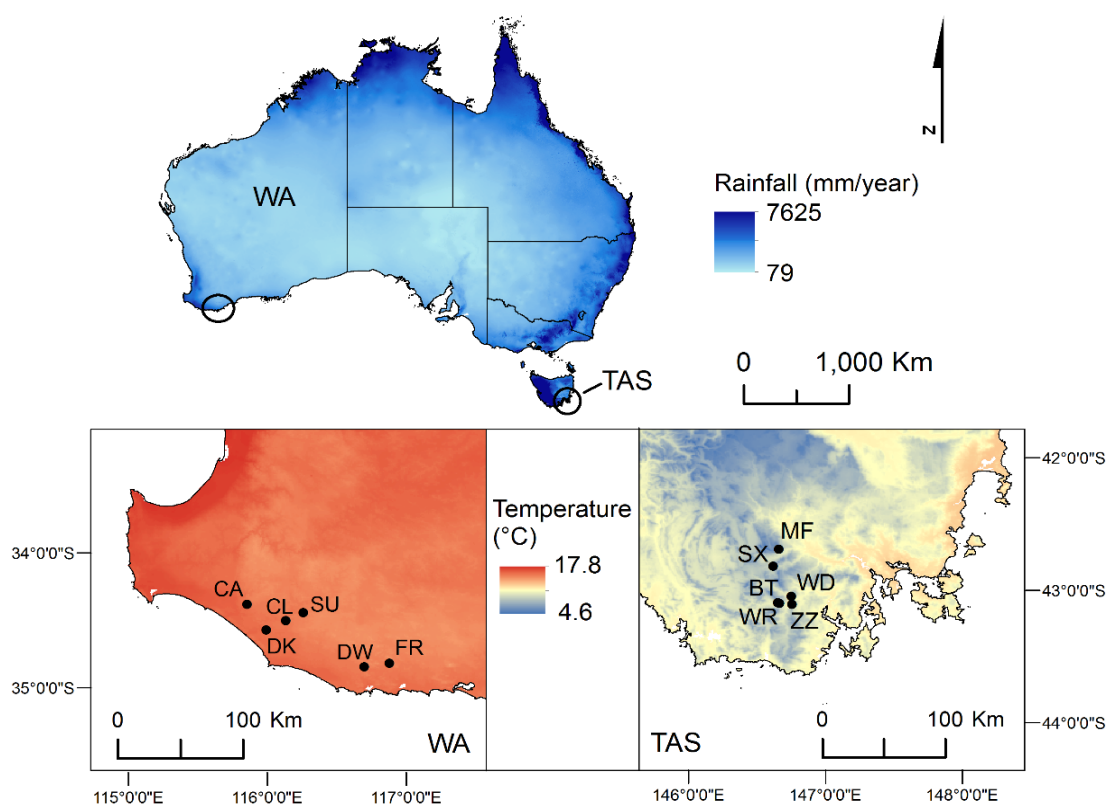 N
WA
Rainfall (mm/year)
7625
79
TAS
0 1,000 Km
Temperature
(°C)
17.8
4.6
34°0'0"S
35°0'0"S
CA
CL
SU
DK
DW
FR
0 100 Km
WA
115°0'0"E
116°0'0"E
117°0'0"E
MF
SX
BT
WD
WR
ZZ
TAS
0 100 Km
42°0'0"S
43°0'0"S
44°0'0"S
146°0'0"E
147°0'0"E
148°0'0"E